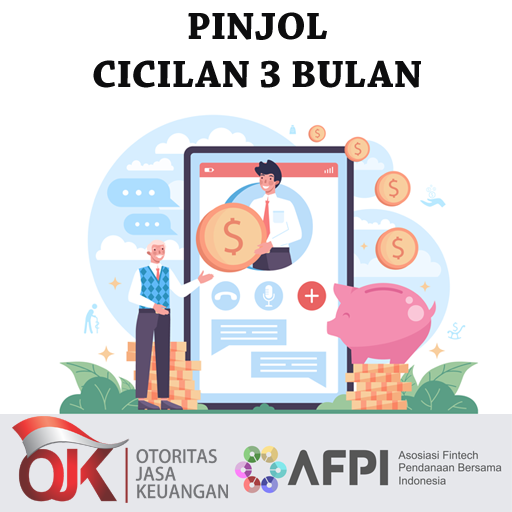 PINJOL
CICILAN 3 BULAN
OJK
OTORITAS
JASA
KEUANGAN
AFPI
Asosiasi Fintech
Pendanaan Bersama
Indonesia